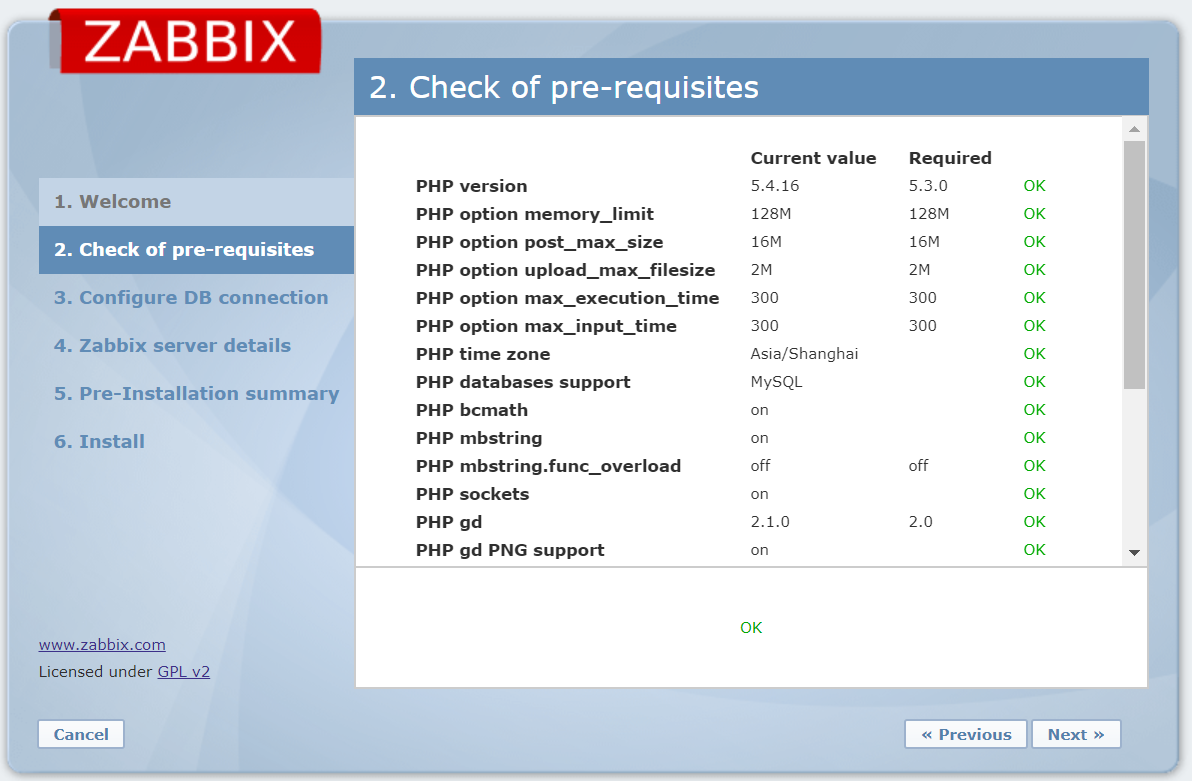 ZABBIX
2. Check of pre-requisites
1. Welcome
2. Check of pre-requisites
3. Configure DB connection
4. Zabbix server details
5. Pre-Installation summary
6. Install
Current value Required
PHP version 5.4.16 5.3.0 OK
PHP option memory_limit 128M 128M OK
PHP option post_max_size 16M 16M OK
PHP option upload_max_filesize 2M 2M OK
PHP option max_execution_time 300 300 OK
PHP option max_input_time 300 300 OK
PHP time zone Asia/Shanghai OK
PHP databases support MySQL OK
PHP bcmath on OK
PHP mbstring on OK
PHP mbstring.func_overload off off OK
PHP sockets on OK
PHP gd 2.1.0 2.0 OK
PHP gd PNG support on OK
OK
www.zabbix.com
Licensed under GPL v2
Cancel « Previous Next »